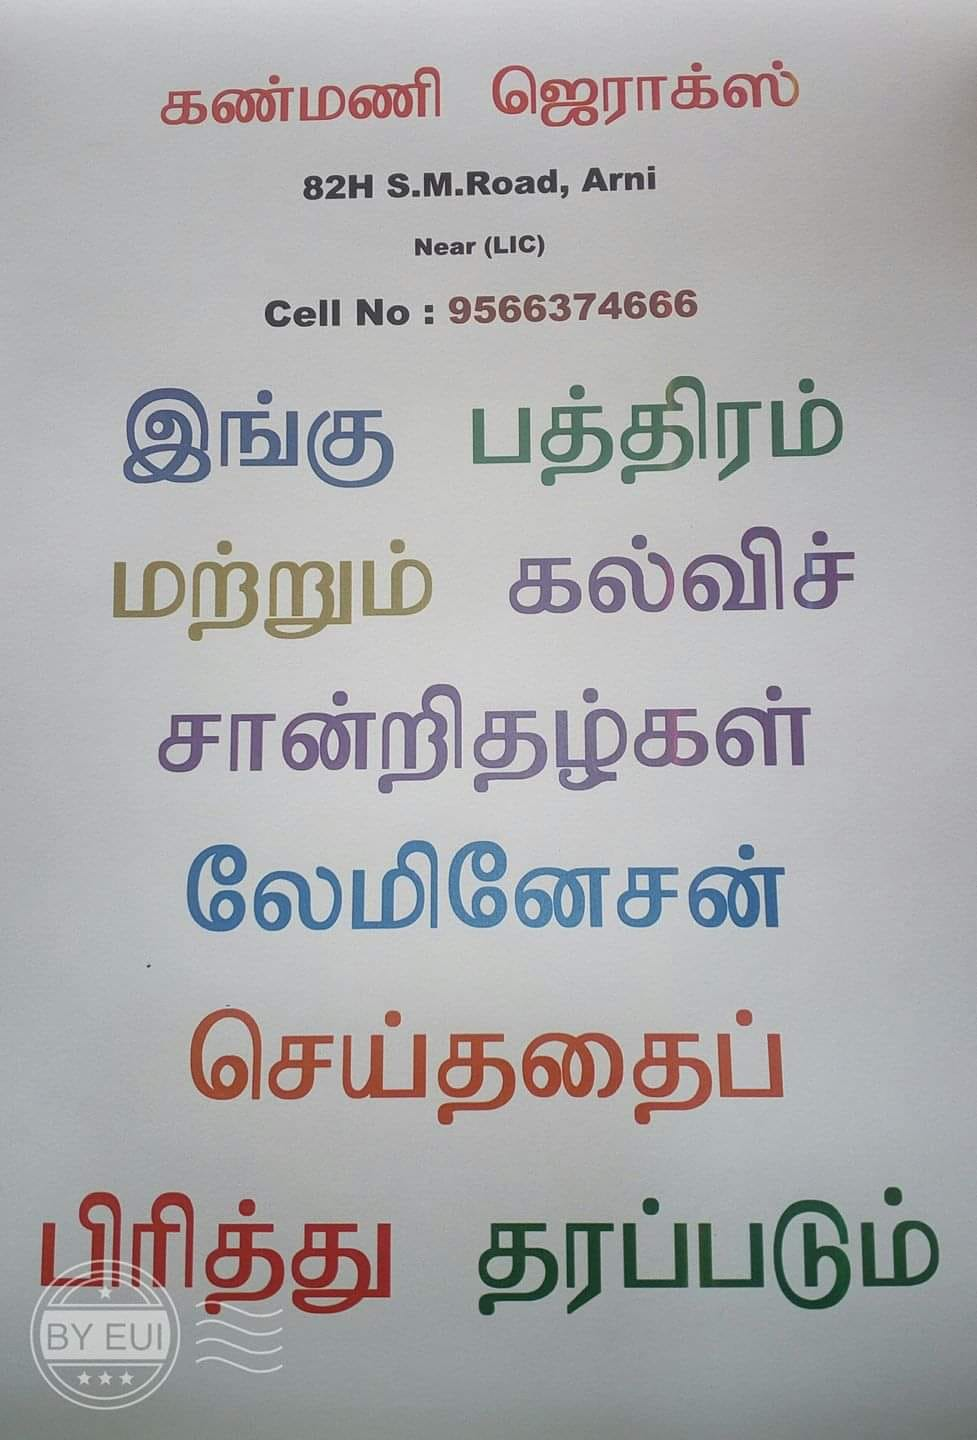 கண்மணி ஜெராக்ஸ்
82H S.M.Road, Arni
Near (LIC)
Cell No : 9566374666
இங்கு பத்திரம்
மற்றும் கல்விச்
சான்றிதழ்கள்
லேமினேசன்
செய்ததைப்
பிரித்து தரப்படும்
BY EUI